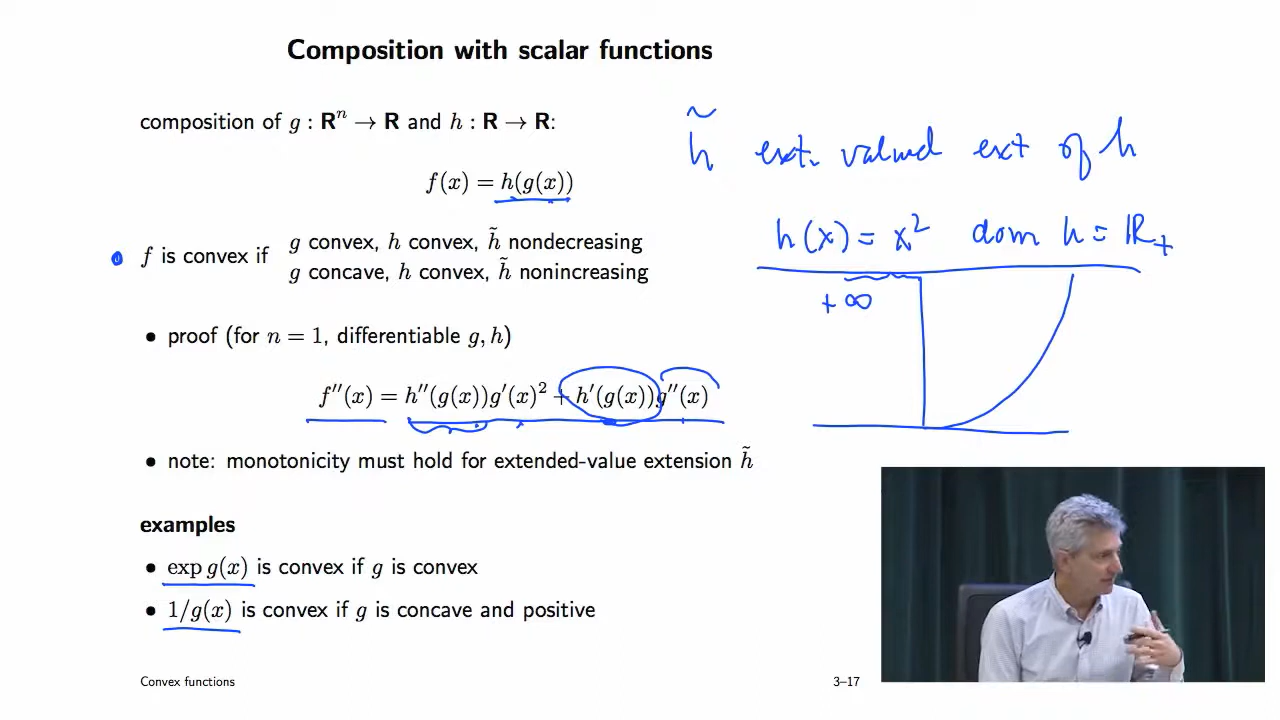 Composition with scalar functions
composition of g : Rⁿ → R and h : R → R:
f(x) = h(g(x))
f is convex if
g convex, h convex, h̃ nondecreasing
g concave, h convex, h̃ nonincreasing
• proof (for n = 1, differentiable g, h)
f′′(x) = h′′(g(x))g′(x)² + h′(g(x))g′′(x)
• note: monotonicity must hold for extended-value extension h̃
examples
• exp g(x) is convex if g is convex
• 1/g(x) is convex if g is concave and positive
Convex functions
3–17
h̃ ext. valued ext of h
h(x) = x² dom h = ℝ₊
+∞